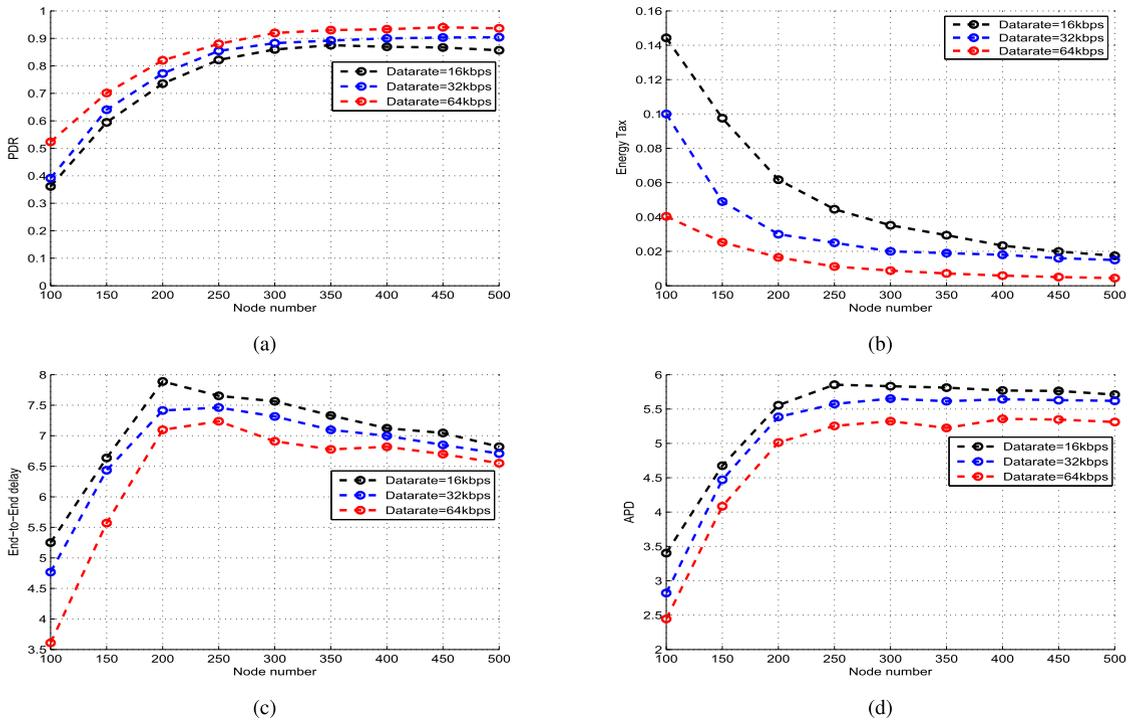 1
0.9
0.8
0.7
0.6
0.5
0.4
0.3
0.2
0.1
0
PDR
100 150 200 250 300 350 400 450 500
Node number
Datarate=16kbps
Datarate=32kbps
Datarate=64kbps
(a)
0.16
0.14
0.12
0.1
0.08
0.06
0.04
0.02
0
Energy Tax
100 150 200 250 300 350 400 450 500
Node number
Datarate=16kbps
Datarate=32kbps
Datarate=64kbps
(b)
8
7.5
7
6.5
6
5.5
5
4.5
4
3.5
End-to-End delay
100 150 200 250 300 350 400 450 500
Node number
Datarate=16kbps
Datarate=32kbps
Datarate=64kbps
(c)
6
5.5
5
4.5
4
3.5
3
2.5
2
APD
100 150 200 250 300 350 400 450 500
Node number
Datarate=16kbps
Datarate=32kbps
Datarate=64kbps
(d)